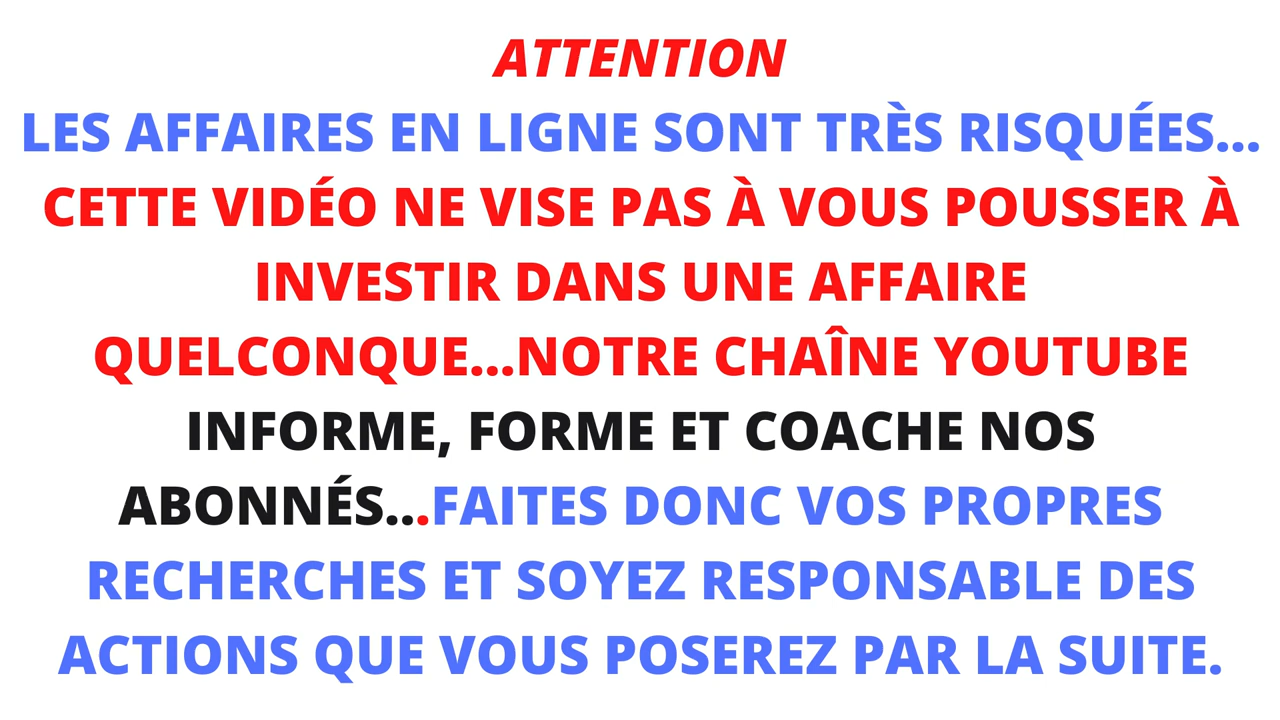 ATTENTION
LES AFFAIRES EN LIGNE SONT TRÈS RISQUÉES...
CETTE VIDÉO NE VISE PAS À VOUS POUSSER À
INVESTIR DANS UNE AFFAIRE
QUELCONQUE...NOTRE CHAÎNE YOUTUBE
INFORME, FORME ET COACHE NOS
ABONNÉS...FAITES DONC VOS PROPRES
RECHERCHES ET SOYEZ RESPONSABLE DES
ACTIONS QUE VOUS POSEREZ PAR LA SUITE.